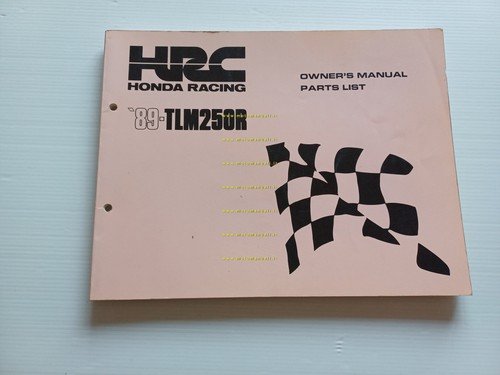 HRC
HONDA RACING
'89-TLM250R
OWNER'S MANUAL
PARTS LIST